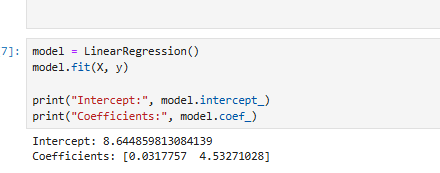 7]:
model = LinearRegression()
model.fit(X, y)
print("Intercept:", model.intercept_)
print("Coefficients:", model.coef_)
Intercept: 8.644859813084139
Coefficients: [0.0317757  4.53271028]